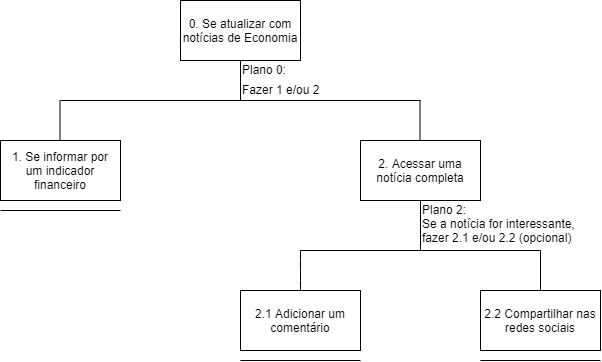 0. Se atualizar com
notícias de Economia
Plano 0:
Fazer 1 e/ou 2
1. Se informar por
um indicador
financeiro
2. Acessar uma
notícia completa
Plano 2:
Se a notícia for interessante,
fazer 2.1 e/ou 2.2 (opcional)
2.1 Adicionar um
comentário
2.2 Compartilhar nas
redes sociais